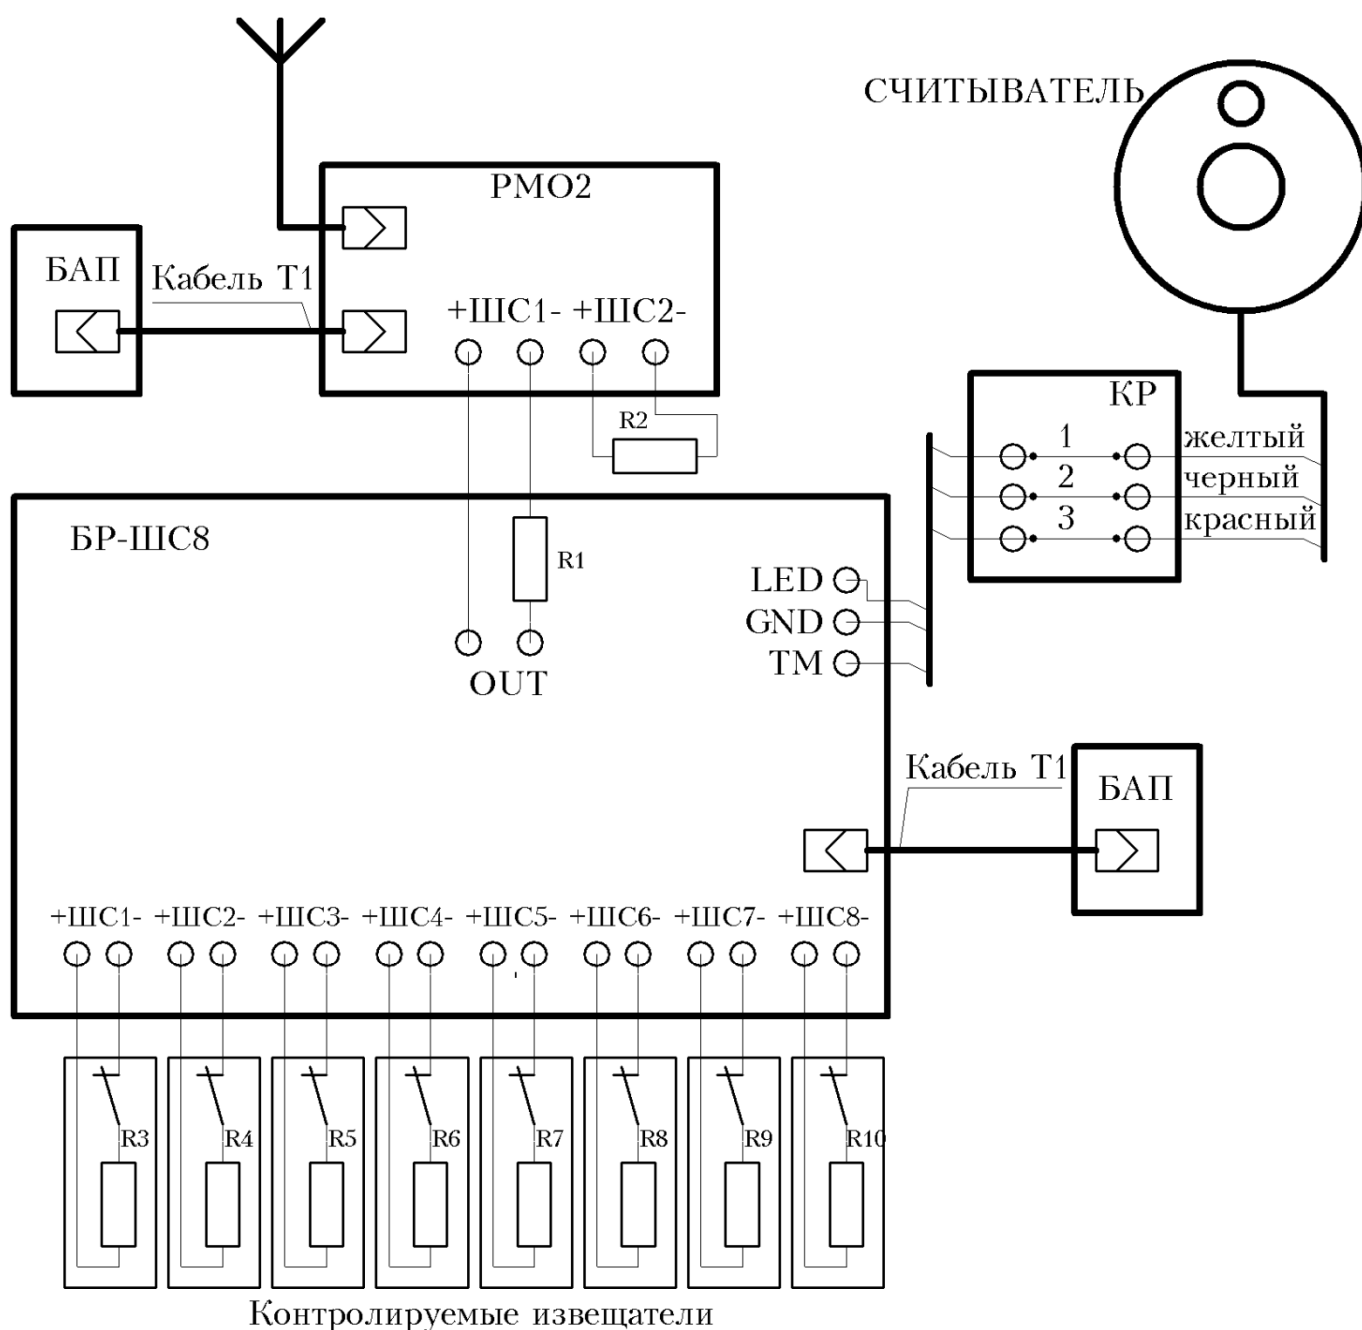 СЧИТЫВАТЕЛЬ
РМО2
БАП
Кабель Т1
+ШС1- +ШС2-
R2
КР
1 желтый
2 черный
3 красный
БР-ШС8
R1
LED
GND
TM
OUT
Кабель Т1
БАП
+ШС1- +ШС2- +ШС3- +ШС4- +ШС5- +ШС6- +ШС7- +ШС8-
R3 R4 R5 R6 R7 R8 R9 R10
Контролируемые извещатели